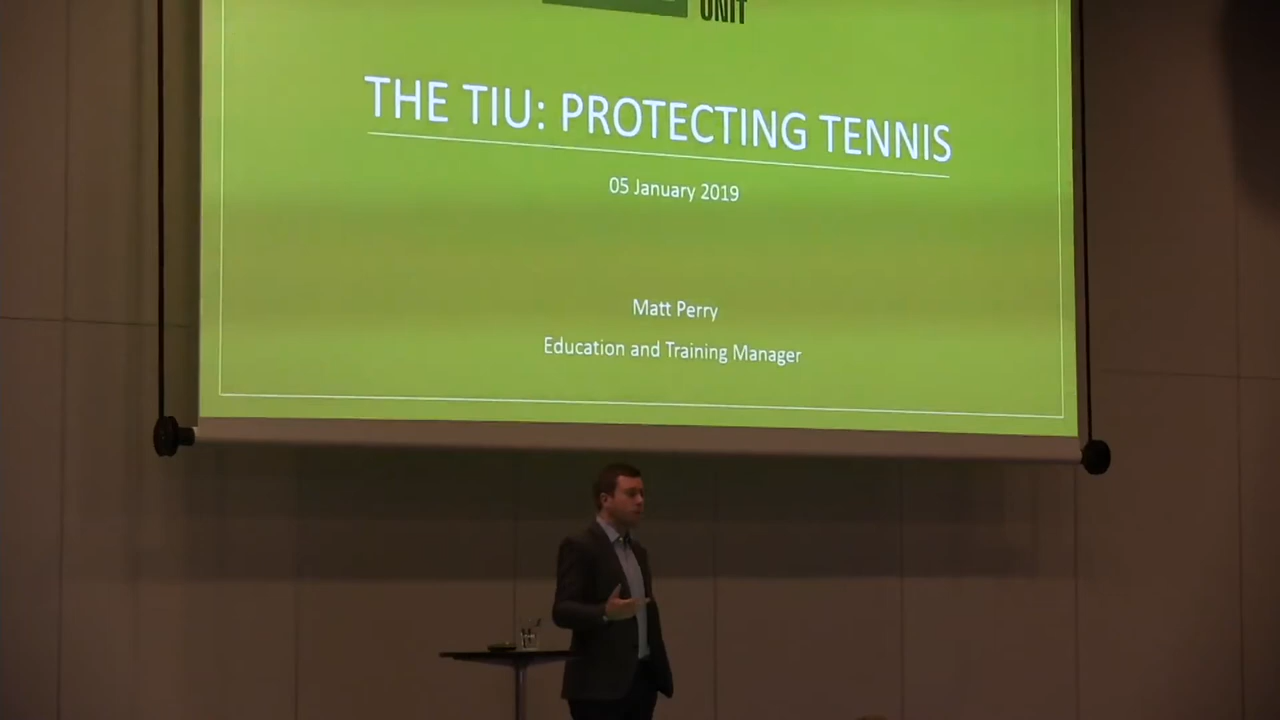 UNIT
THE TIU: PROTECTING TENNIS
05 January 2019
Matt Perry
Education and Training Manager